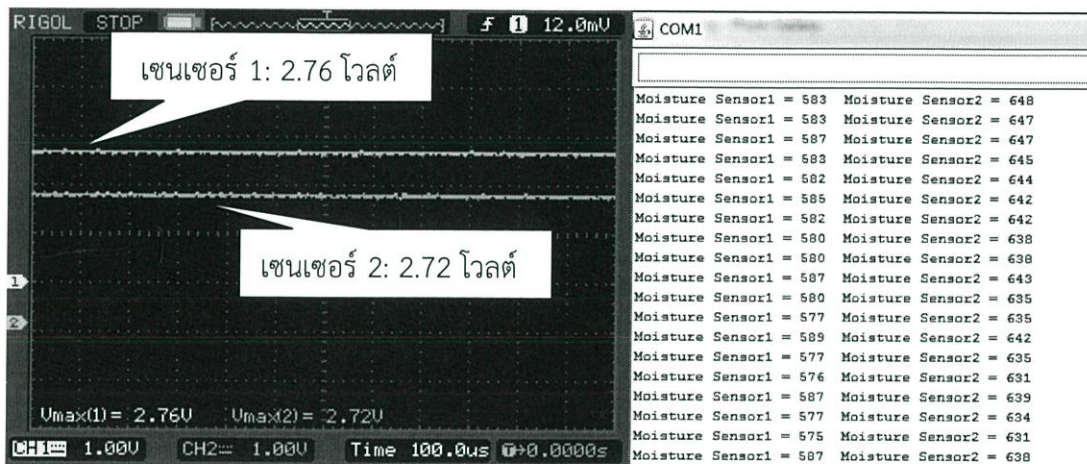 RIGOL STOP f 1 12.0mV
เซนเซอร์ 1: 2.76 โวลต์
เซนเซอร์ 2: 2.72 โวลต์
1
2
Vmax(1)= 2.76V Vmax(2)= 2.72V
CH1 1.00V CH2 1.00V Time 100.0us T→0.0000s
COM1
Moisture Sensor1 = 583 Moisture Sensor2 = 648
Moisture Sensor1 = 583 Moisture Sensor2 = 647
Moisture Sensor1 = 587 Moisture Sensor2 = 647
Moisture Sensor1 = 583 Moisture Sensor2 = 645
Moisture Sensor1 = 582 Moisture Sensor2 = 644
Moisture Sensor1 = 585 Moisture Sensor2 = 642
Moisture Sensor1 = 582 Moisture Sensor2 = 642
Moisture Sensor1 = 580 Moisture Sensor2 = 638
Moisture Sensor1 = 580 Moisture Sensor2 = 638
Moisture Sensor1 = 587 Moisture Sensor2 = 643
Moisture Sensor1 = 580 Moisture Sensor2 = 635
Moisture Sensor1 = 577 Moisture Sensor2 = 635
Moisture Sensor1 = 589 Moisture Sensor2 = 642
Moisture Sensor1 = 577 Moisture Sensor2 = 635
Moisture Sensor1 = 576 Moisture Sensor2 = 631
Moisture Sensor1 = 587 Moisture Sensor2 = 639
Moisture Sensor1 = 577 Moisture Sensor2 = 634
Moisture Sensor1 = 575 Moisture Sensor2 = 631
Moisture Sensor1 = 587 Moisture Sensor2 = 638